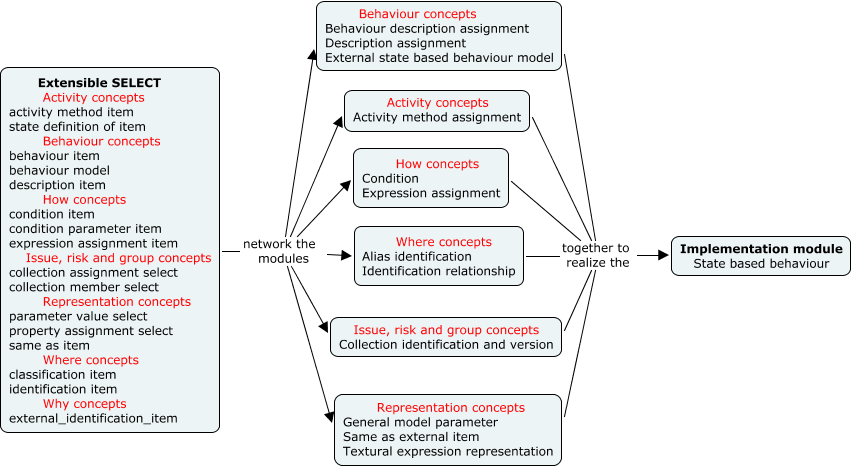 Extensible SELECT
Activity concepts
activity method item
state definition of item
Behaviour concepts
behaviour item
behaviour model
description item
How concepts
condition item
condition parameter item
expression assignment item
Issue, risk and group concepts
collection assignment select
collection member select
Representation concepts
parameter value select
property assignment select
same as item
Where concepts
classification item
identification item
Why concepts
external_identification_item
network the
modules
Behaviour concepts
Behaviour description assignment
Description assignment
External state based behaviour model
Activity concepts
Activity method assignment
How concepts
Condition
Expression assignment
Where concepts
Alias identification
Identification relationship
Issue, risk and group concepts
Collection identification and version
Representation concepts
General model parameter
Same as external item
Textural expression representation
together to
realize the
Implementation module
State based behaviour